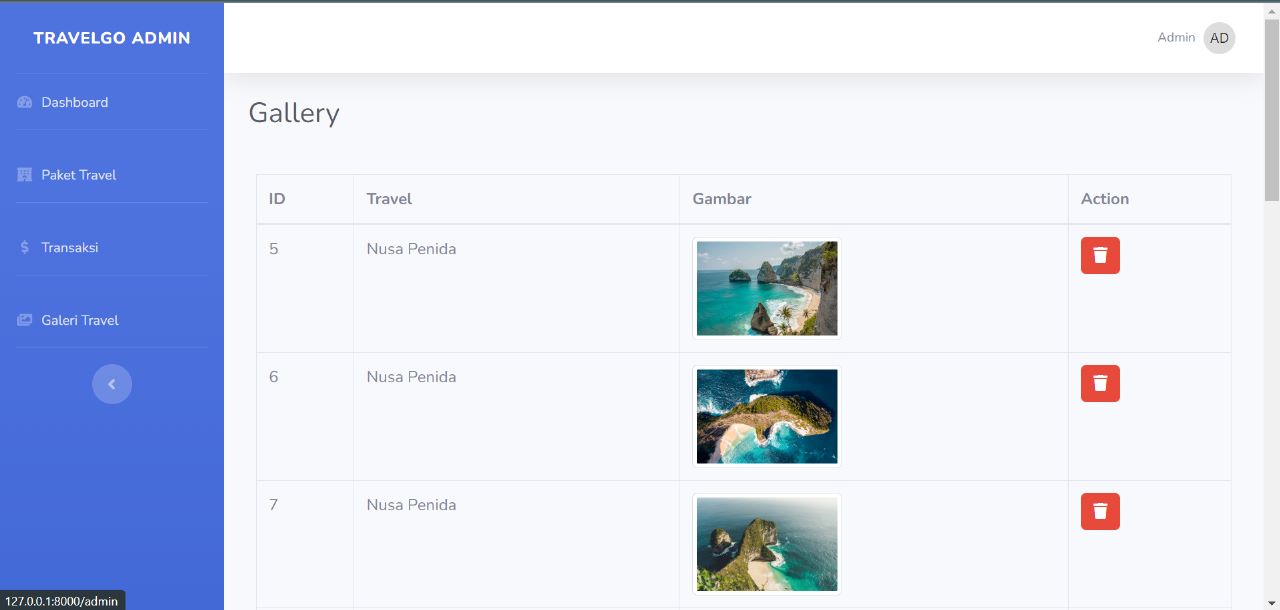 TRAVELGO ADMIN
Admin AD
Dashboard
Paket Travel
Transaksi
Galeri Travel
Gallery
ID Travel Gambar Action
5 Nusa Penida
6 Nusa Penida
7 Nusa Penida
127.0.0.1:8000/admin